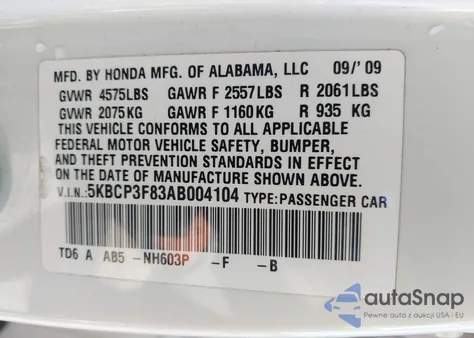 MFD. BY HONDA MFG. OF ALABAMA, LLC 09/'09
GVWR 4575LBS GAWR F 2557LBS R 2061LBS
GVWR 2075KG GAWR F 1160KG R 935 KG
THIS VEHICLE CONFORMS TO ALL APPLICABLE
FEDERAL MOTOR VEHICLE SAFETY, BUMPER,
AND THEFT PREVENTION STANDARDS IN EFFECT
ON THE DATE OF MANUFACTURE SHOWN ABOVE.
V.I.N.: 5KBCP3F83AB004104 TYPE: PASSENGER CAR
TD6 A AB5 -NH603P -F -B
autoSnap
Pewne auta z aukcji USA i EU